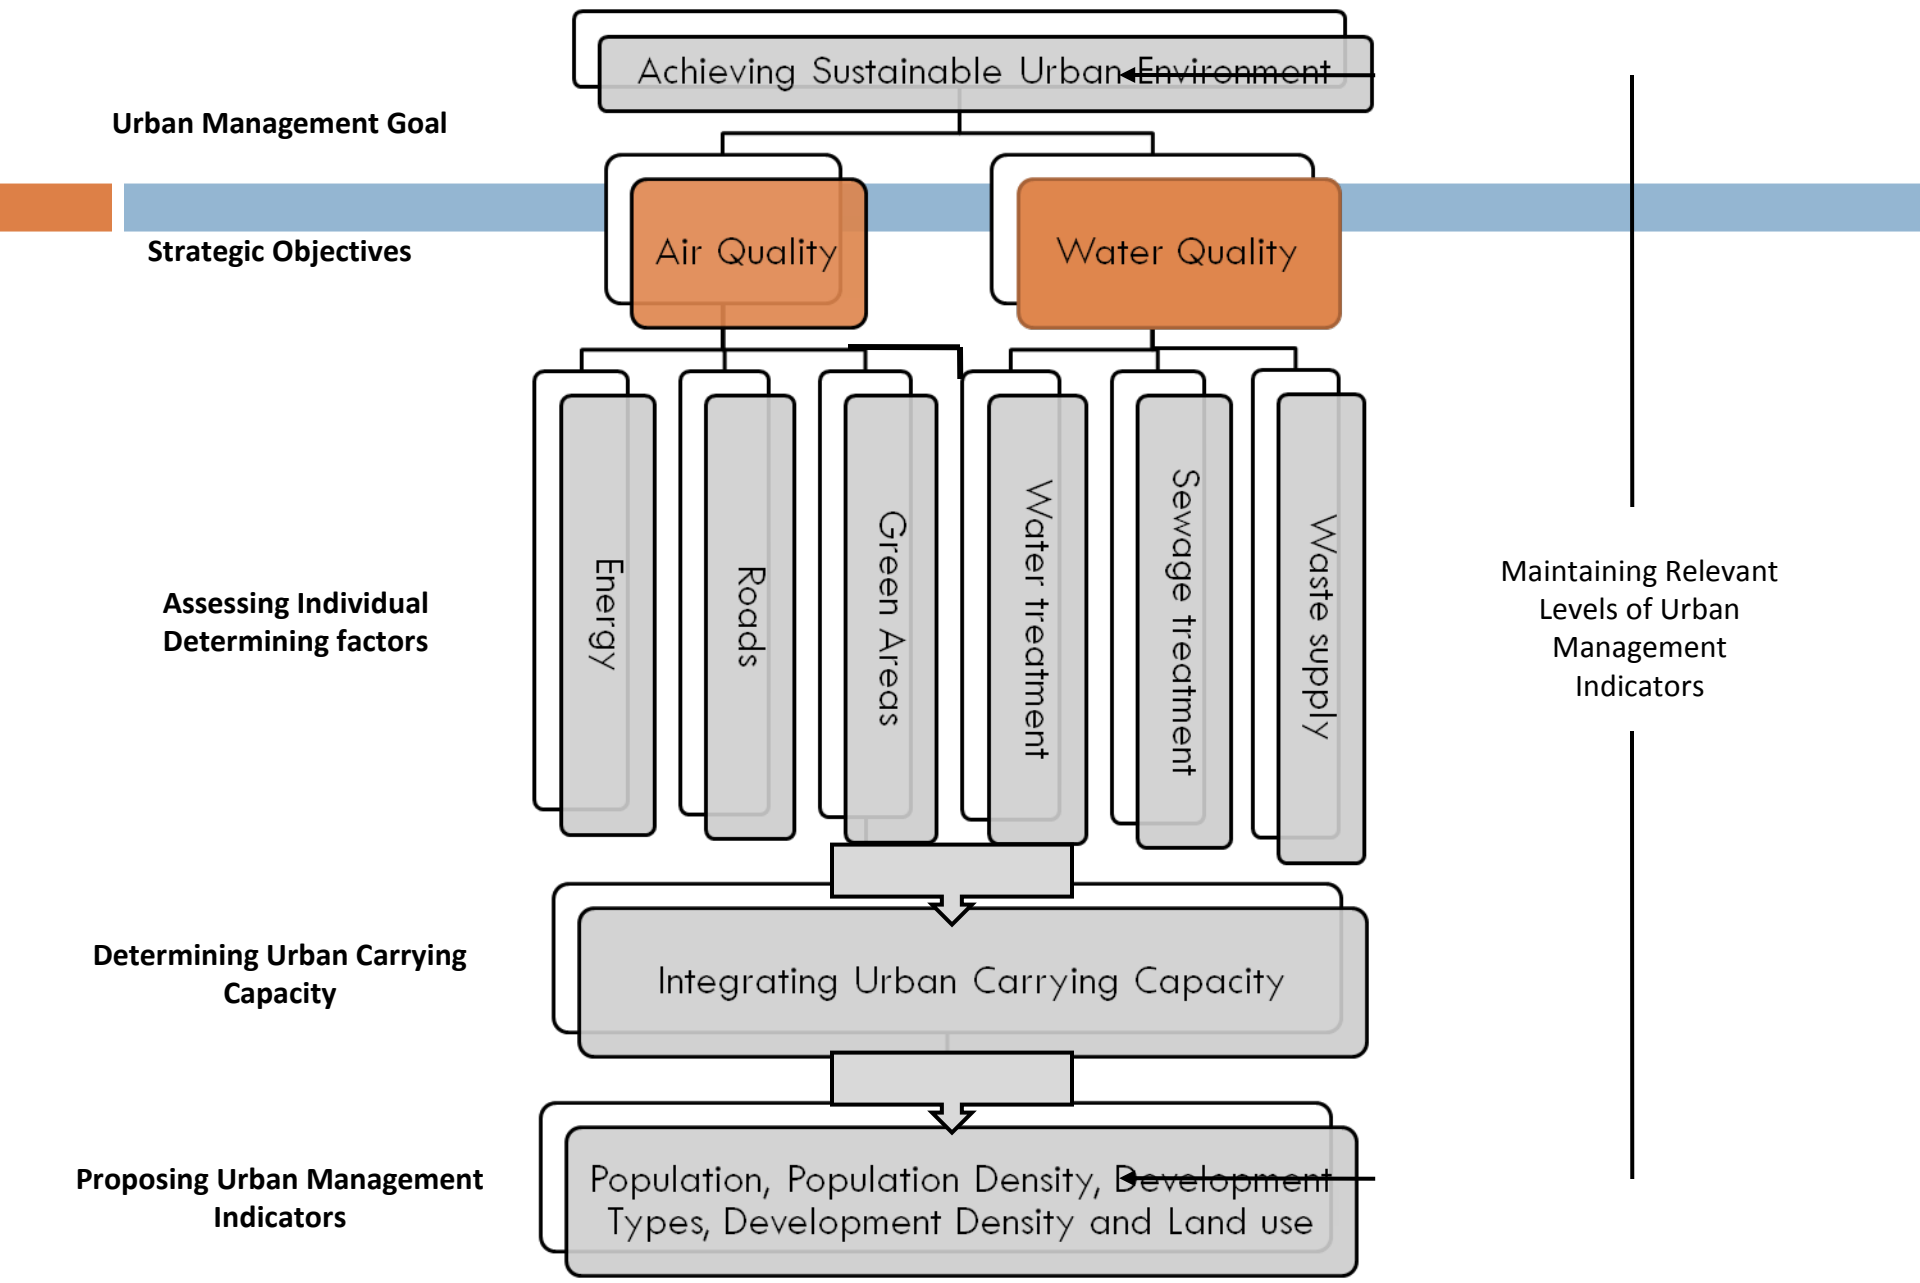 Achieving Sustainable Urban Environment
Urban Management Goal
Strategic Objectives
Air Quality
Water Quality
Assessing Individual
Determining factors
Energy
Roads
Green Areas
Water treatment
Sewage treatment
Waste supply
Maintaining Relevant
Levels of Urban
Management
Indicators
Determining Urban Carrying
Capacity
Integrating Urban Carrying Capacity
Proposing Urban Management
Indicators
Population, Population Density, Development
Types, Development Density and Land use